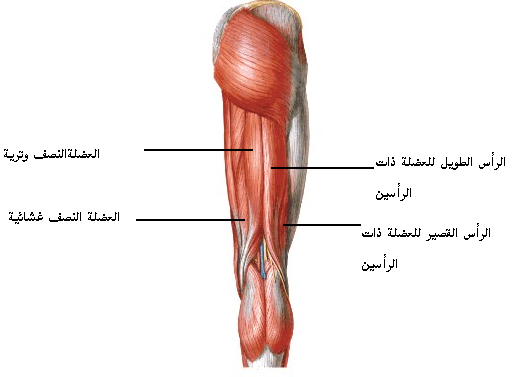 العضلةالنصف وترية
الرأس الطويل للعضلة ذات
الرأسين
العضلة النصف غشائية
الرأس القصير للعضلة ذات
الرأسين